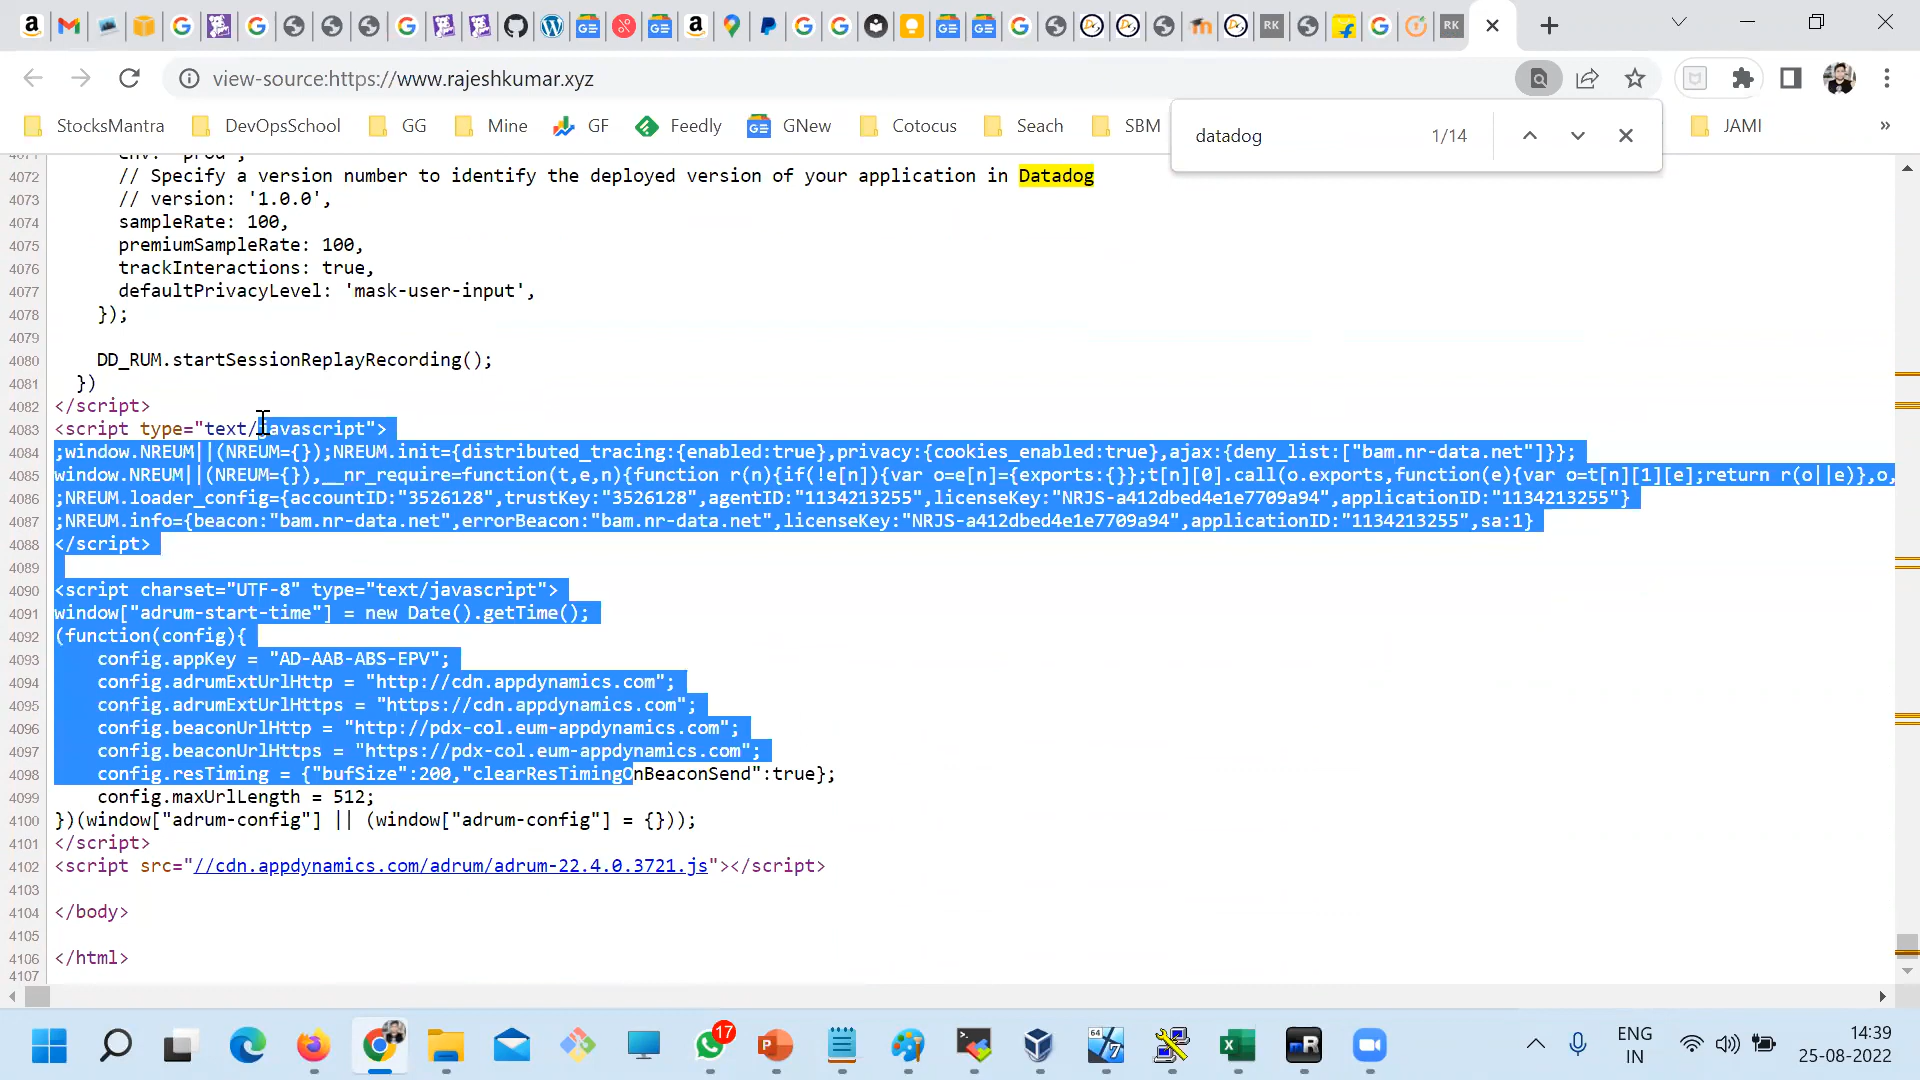 view-source:https://www.rajeshkumar.xyz
StocksMantra
DevOpsSchool
GG
Mine
GF
Feedly
GNew
Cotocus
Seach
SBM
JAMI
»
datadog
1/14
4072 // Specify a version number to identify the deployed version of your application in Datadog
4073 // version: '1.0.0',
4074 sampleRate: 100,
4075 premiumSampleRate: 100,
4076 trackInteractions: true,
4077 defaultPrivacyLevel: 'mask-user-input',
4078 });
4079
4080 DD_RUM.startSessionReplayRecording();
4081 })
4082 </script>
4083 <script type="text/javascript">
4084 ;window.NREUM||(NREUM={});NREUM.init={distributed_tracing:{enabled:true},privacy:{cookies_enabled:true},ajax:{deny_list:["bam.nr-data.net"]}};
4085 window.NREUM||(NREUM={}),__nr_require=function(t,e,n){function r(n){if(!e[n]){var o=e[n]={exports:{}};t[n][0].call(o.exports,function(e){var o=t[n][1][e];return r(o||e)},o,
4086 ;NREUM.loader_config={accountID:"3526128",trustKey:"3526128",agentID:"1134213255",licenseKey:"NRJS-a412dbed4e1e7709a94",applicationID:"1134213255"}
4087 ;NREUM.info={beacon:"bam.nr-data.net",errorBeacon:"bam.nr-data.net",licenseKey:"NRJS-a412dbed4e1e7709a94",applicationID:"1134213255",sa:1}
4088 </script>
4089
4090 <script charset="UTF-8" type="text/javascript">
4091 window["adrum-start-time"] = new Date().getTime();
4092 (function(config){
4093 config.appKey = "AD-AAB-ABS-EPV";
4094 config.adrumExtUrlHttp = "http://cdn.appdynamics.com";
4095 config.adrumExtUrlHttps = "https://cdn.appdynamics.com";
4096 config.beaconUrlHttp = "http://pdx-col.eum-appdynamics.com";
4097 config.beaconUrlHttps = "https://pdx-col.eum-appdynamics.com";
4098 config.resTiming = {"bufSize":200,"clearResTimingOnBeaconSend":true};
4099 config.maxUrlLength = 512;
4100 })(window["adrum-config"] || (window["adrum-config"] = {}));
4101 </script>
4102 <script src="//cdn.appdynamics.com/adrum/adrum-22.4.0.3721.js"></script>
4103
4104 </body>
4105
4106 </html>
4107
17
ENG
IN
14:39
25-08-2022